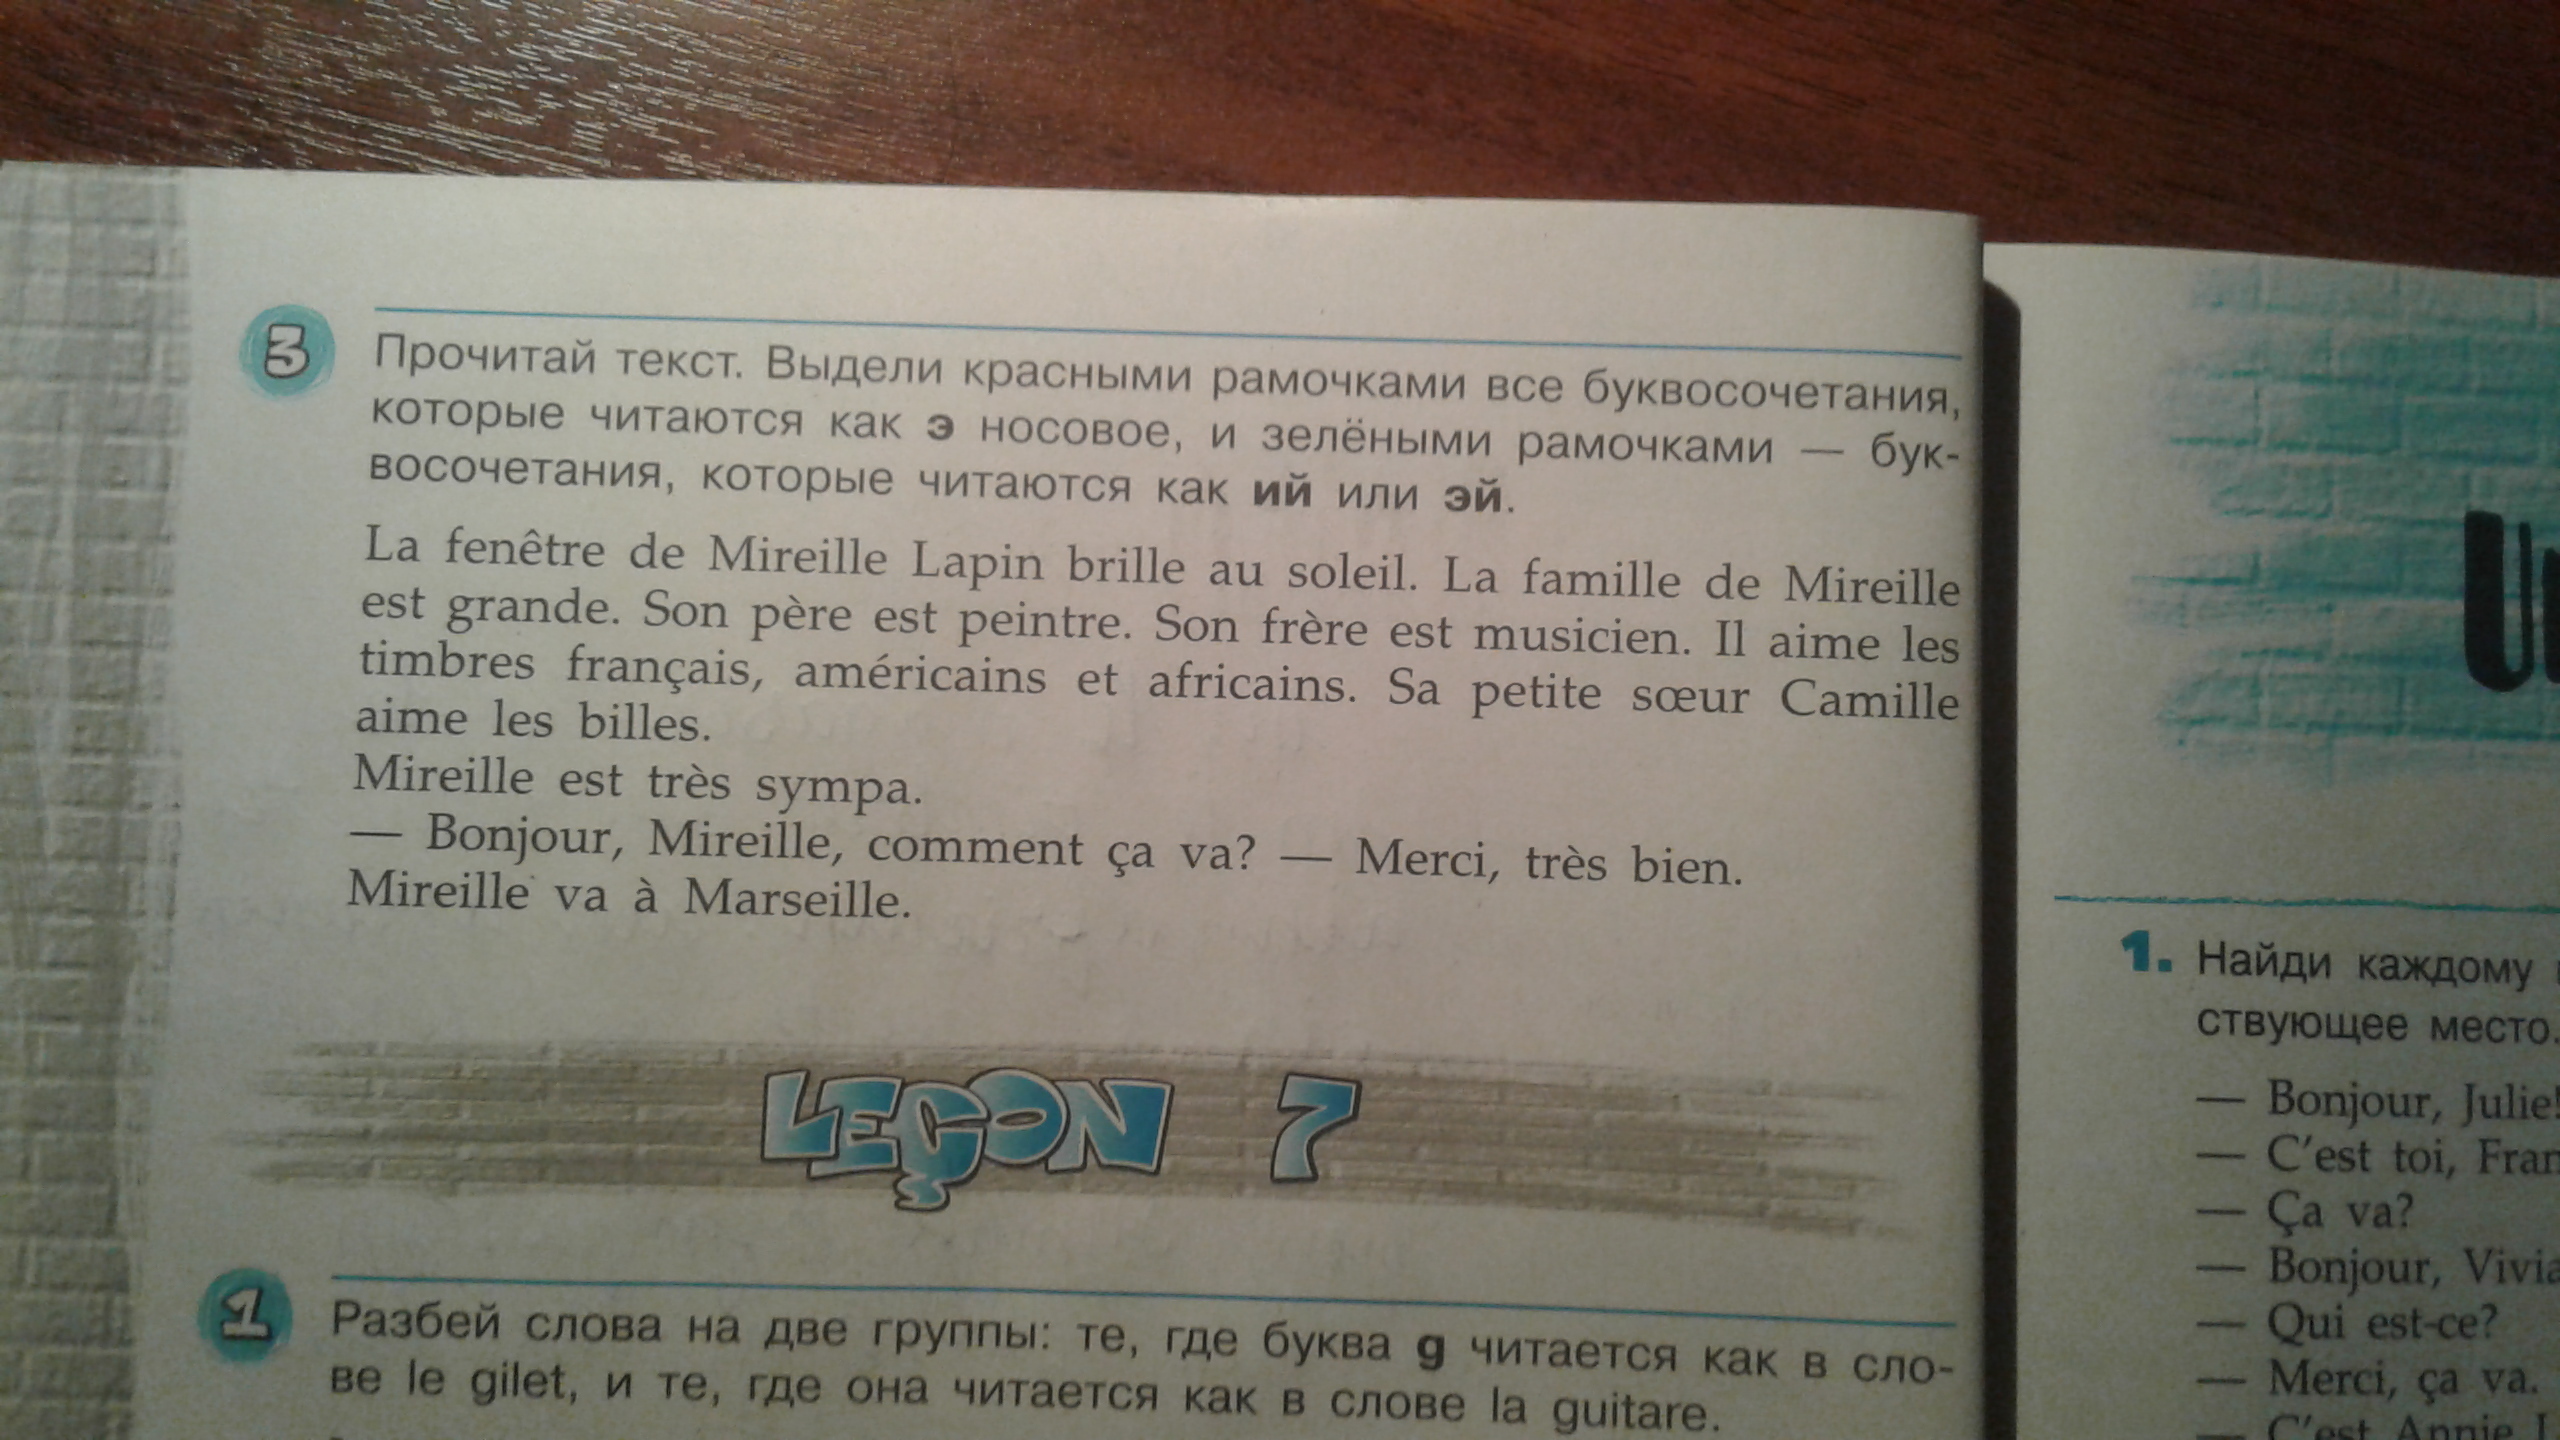 3
Прочитай текст. Выдели красными рамочками все буквосочетания,
которые читаются как э носовое, и зелёными рамочками — бук-
восочетания, которые читаются как ий или эй.
La fenêtre de Mireille Lapin brille au soleil. La famille de Mireille
est grande. Son père est peintre. Son frère est musicien. Il aime les
timbres français, américains et africains. Sa petite sœur Camille
aime les billes.
Mireille est très sympa.
— Bonjour, Mireille, comment ça va? — Merci, très bien.
Mireille va à Marseille.
LEÇON 7
1
Разбей слова на две группы: те, где буква g читается как в сло-
ве le gilet, и те, где она читается как в слове la guitare.
1. Найди каждому
ствующее место.
— Bonjour, Julie!
— C'est toi,
— Ça va?
— Bonjour,
— Qui est-ce?
— Merci, ça va.
— C'est Annie